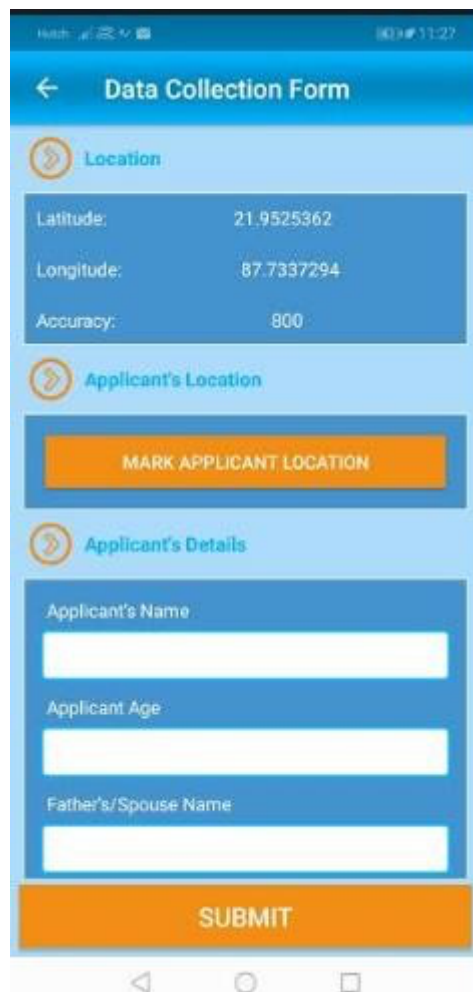 11:27
Data Collection Form
Location
Latitude: 21.9525362
Longitude: 87.7337294
Accuracy: 800
Applicant's Location
MARK APPLICANT LOCATION
Applicant's Details
Applicant's Name
Applicant Age
Father's/Spouse Name
SUBMIT